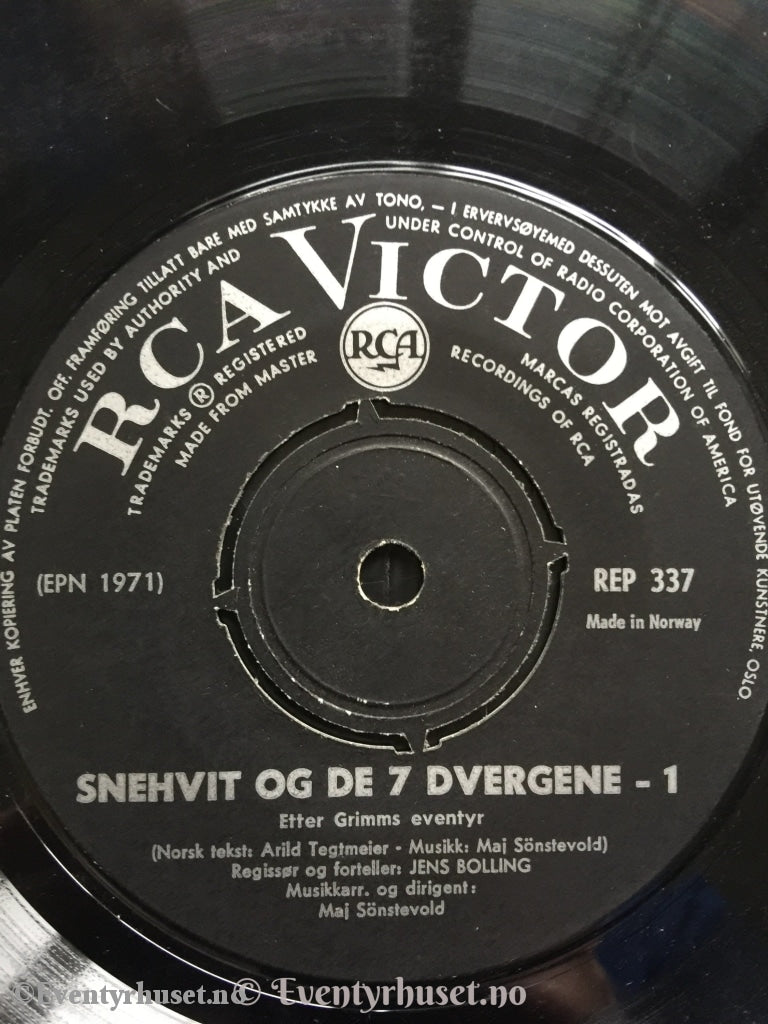 ENHVER KOPIERING AV PLATEN FORBUDT. OFF. FRAMFØRING TILLATT BARE MED SAMTYKKE AV TONO, — I ERVERVSØYEMED DESSUTEN MOT AVGIFT TIL FOND FOR UTØVENDE KUNSTNERE, OSLO.
TRADEMARKS USED BY AUTHORITY AND UNDER CONTROL OF RADIO CORPORATION OF AMERICA
RCA VICTOR
TRADEMARKS ® REGISTERED
MARCAS REGISTRADAS
MADE FROM MASTER
RECORDINGS OF RCA
RCA
(EPN 1971)
REP 337
Made in Norway
SNEHVIT OG DE 7 DVERGENE - 1
Etter Grimms eventyr
(Norsk tekst: Arild Tegtmeier - Musikk: Maj Sönstevold)
Regissør og forteller: JENS BOLLING
Musikkarr. og dirigent:
Maj Sönstevold
©Eventyrhuset.no © Eventyrhuset.no